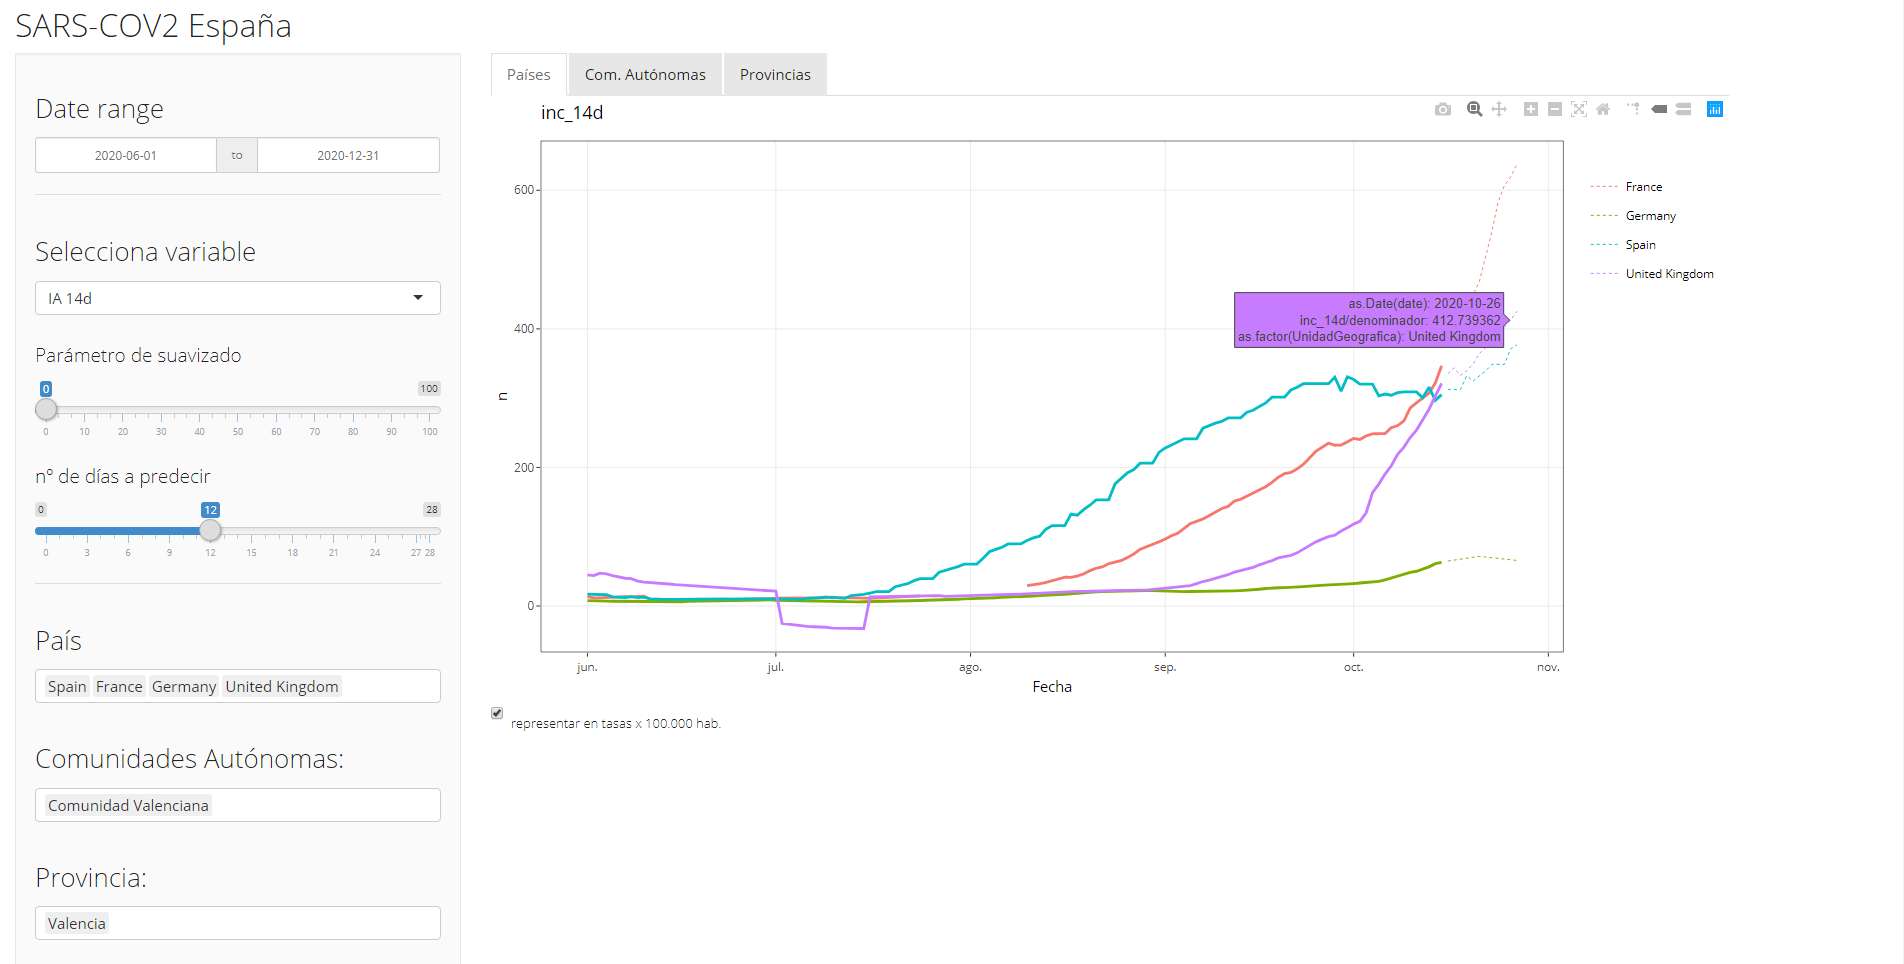 SARS-COV2 España
Date range
2020-06-01 to 2020-12-31
Selecciona variable
IA 14d
Parámetro de suavizado
0 100
0 10 20 30 40 50 60 70 80 90 100
nº de días a predecir
0 12 28
0 3 6 9 12 15 18 21 24 27 28
País
Spain France Germany United Kingdom
Comunidades Autónomas:
Comunidad Valenciana
Provincia:
Valencia
Países Com. Autónomas Provincias
inc_14d
600
400
200
0
n
jun. jul. ago. sep. oct. nov.
Fecha
as.Date(date): 2020-10-26
inc_14d/denominador: 412.739362
as.factor(UnidadGeografica): United Kingdom
France
Germany
Spain
United Kingdom
representar en tasas x 100.000 hab.